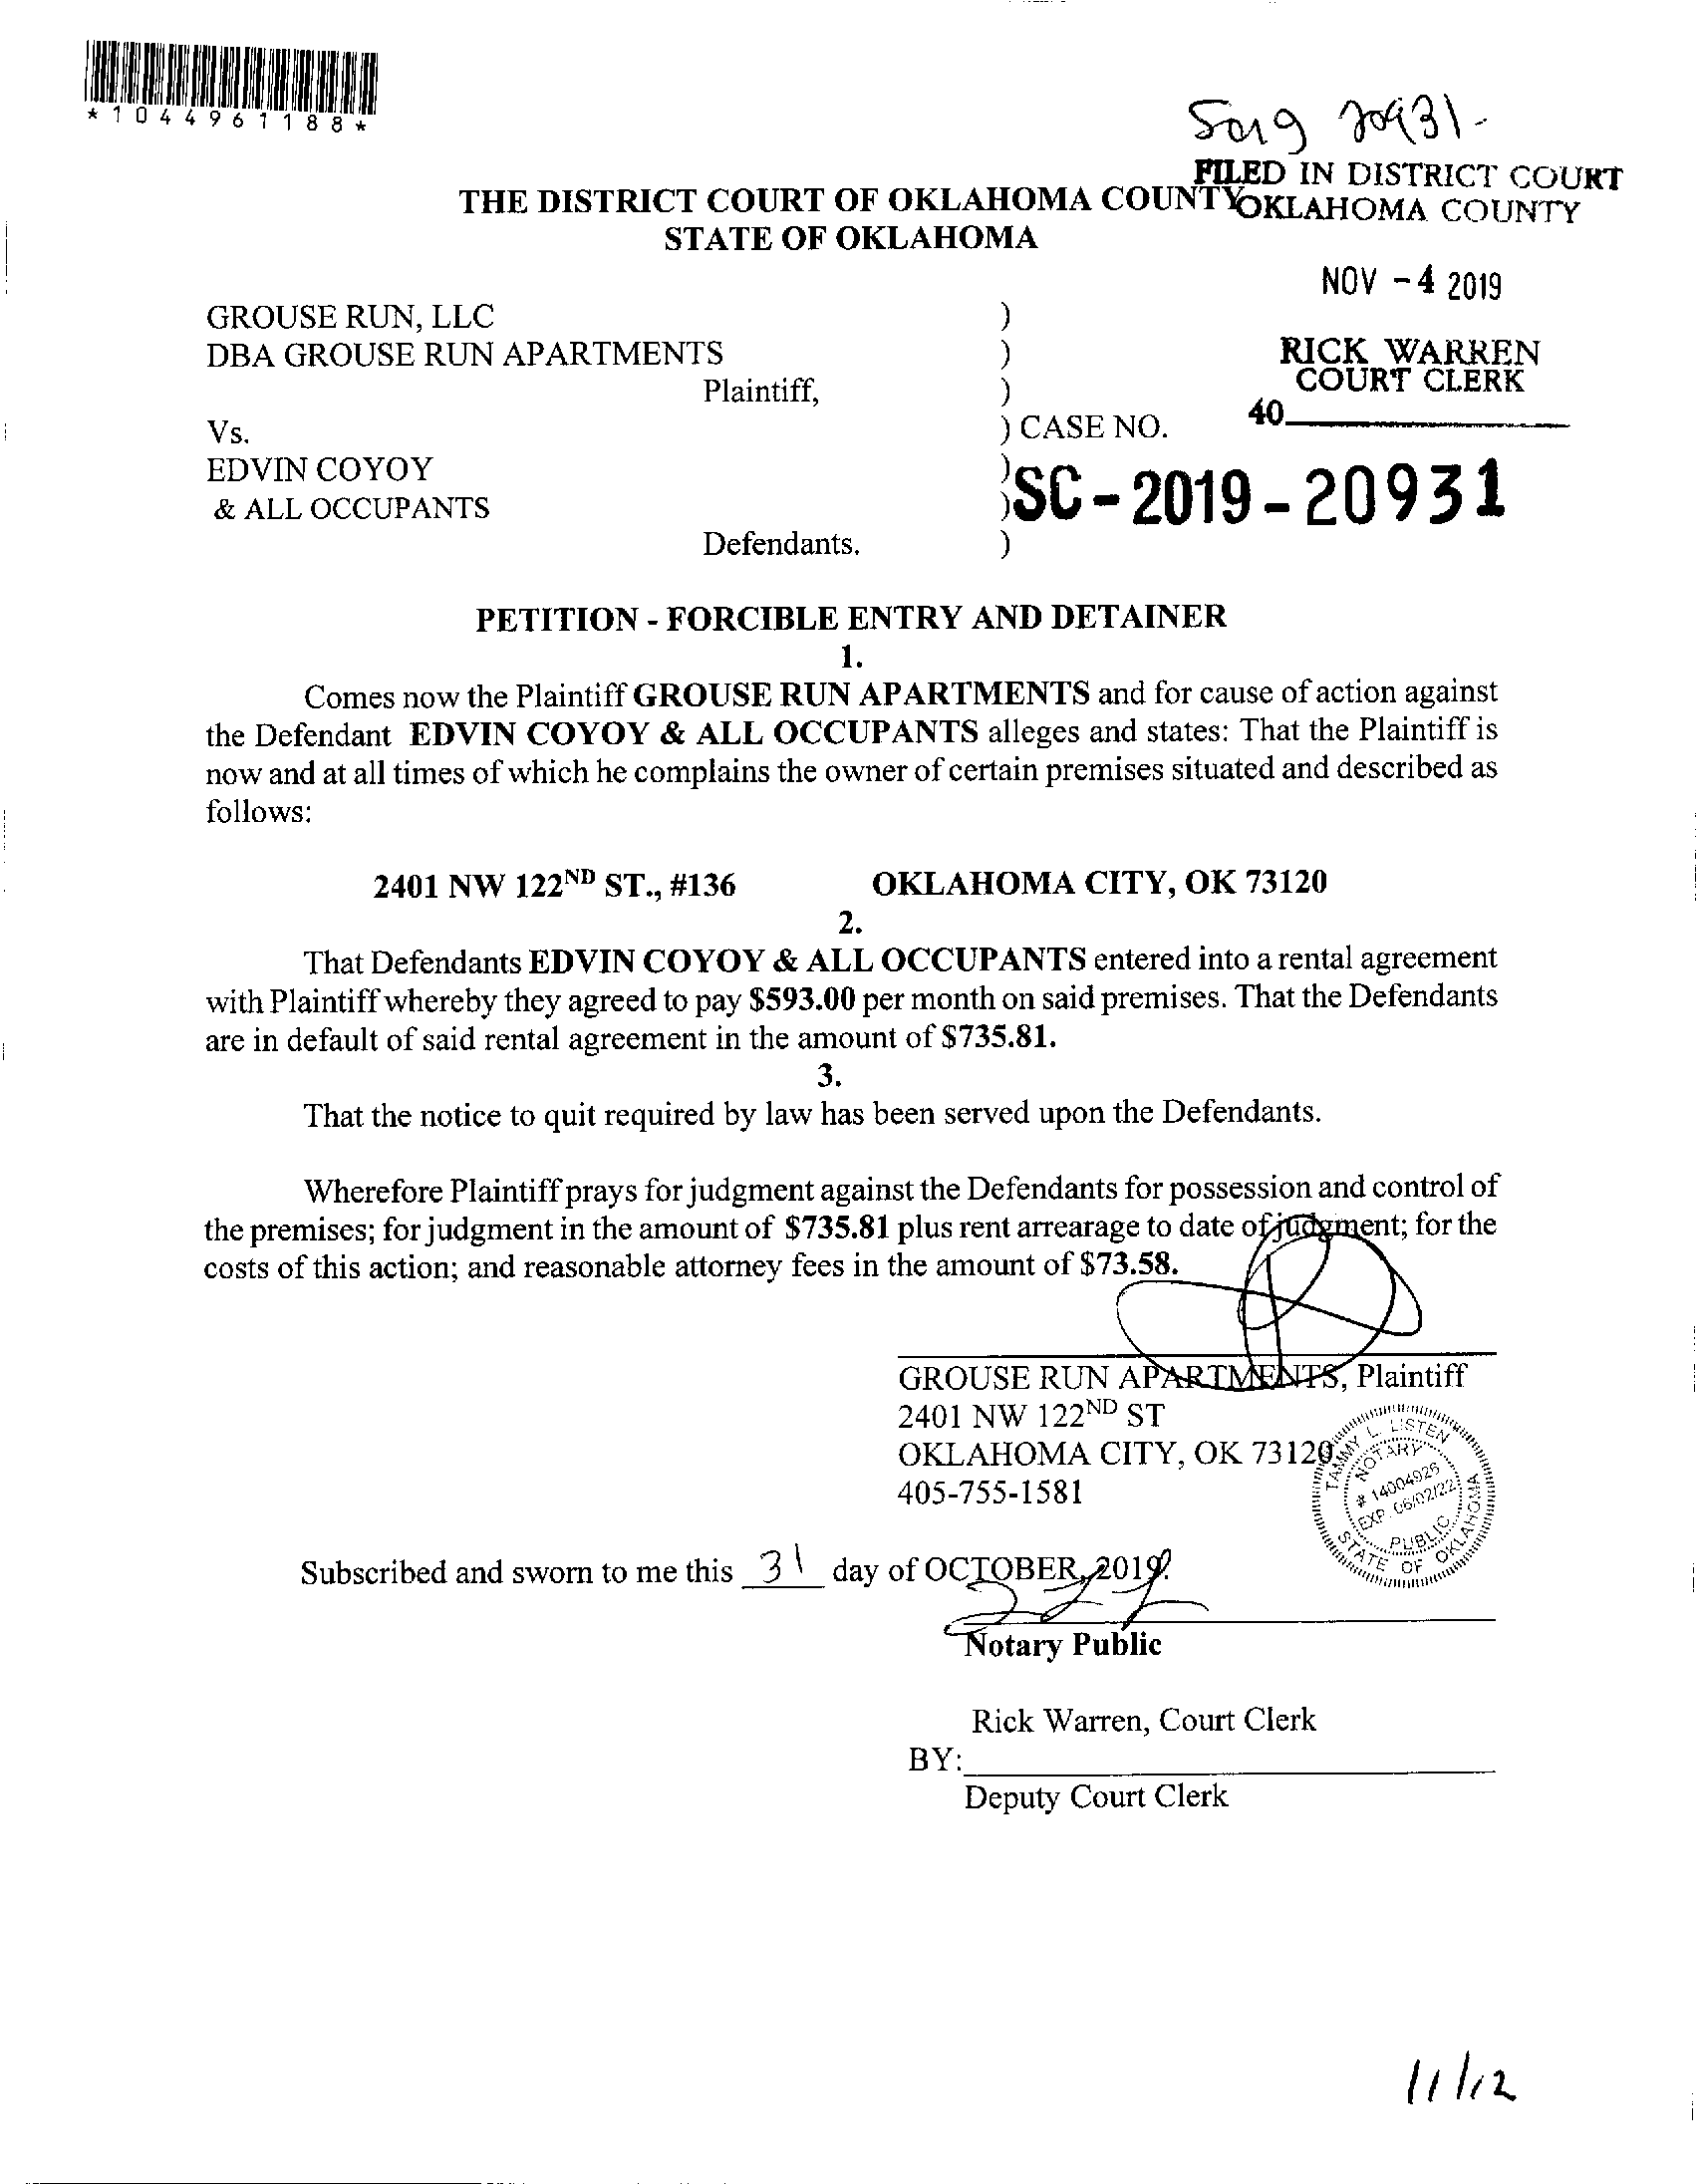 *1044961188*
FILED IN DISTRICT COURT
OKLAHOMA COUNTY
THE DISTRICT COURT OF OKLAHOMA COUNTY
STATE OF OKLAHOMA
NOV - 4 2019
GROUSE RUN, LLC )
DBA GROUSE RUN APARTMENTS )
RICK WARREN
COURT CLERK
Plaintiff, )
40
Vs. ) CASE NO.
EDVIN COYOY )
& ALL OCCUPANTS )
SC-2019-20931
Defendants. )
PETITION - FORCIBLE ENTRY AND DETAINER
1.
Comes now the Plaintiff GROUSE RUN APARTMENTS and for cause of action against
the Defendant EDVIN COYOY & ALL OCCUPANTS alleges and states: That the Plaintiff is
now and at all times of which he complains the owner of certain premises situated and described as
follows:
2401 NW 122ND ST., #136 OKLAHOMA CITY, OK 73120
2.
That Defendants EDVIN COYOY & ALL OCCUPANTS entered into a rental agreement
with Plaintiff whereby they agreed to pay $593.00 per month on said premises. That the Defendants
are in default of said rental agreement in the amount of $735.81.
3.
That the notice to quit required by law has been served upon the Defendants.
Wherefore Plaintiff prays for judgment against the Defendants for possession and control of
the premises; for judgment in the amount of $735.81 plus rent arrearage to date of judgment; for the
costs of this action; and reasonable attorney fees in the amount of $73.58.
GROUSE RUN APARTMENTS, Plaintiff
2401 NW 122ND ST
OKLAHOMA CITY, OK 73120
405-755-1581
TAMMY L. LISTEN
NOTARY
# 14004926
EXP. 06/02/22
PUBLIC
STATE OF OKLAHOMA
Subscribed and sworn to me this 31 day of OCTOBER, 2019.
Notary Public
Rick Warren, Court Clerk
BY:
Deputy Court Clerk
11/12